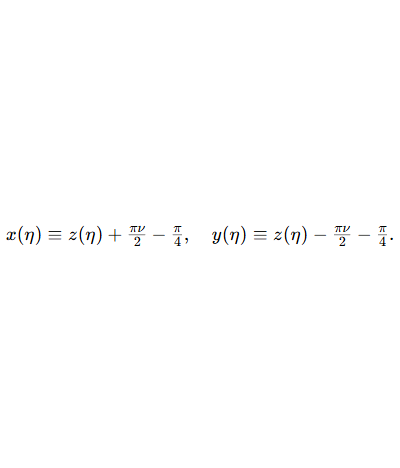 x(η) ≡ z(η) + πν/2 − π/4,   y(η) ≡ z(η) − πν/2 − π/4.